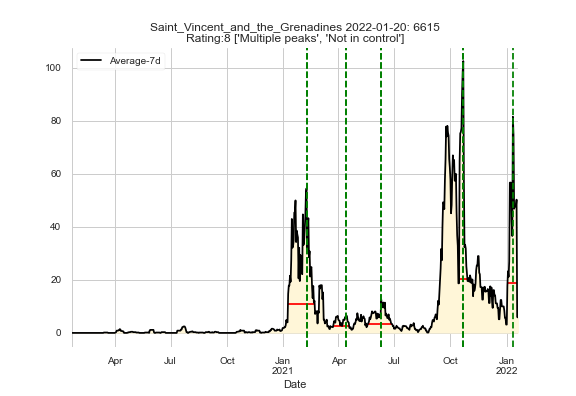 Saint_Vincent_and_the_Grenadines 2022-01-20: 6615
Rating:8 ['Multiple peaks', 'Not in control']
Average-7d
100
80
60
40
20
0
Apr Jul Oct Jan Apr Jul Oct Jan
2021 2022
Date